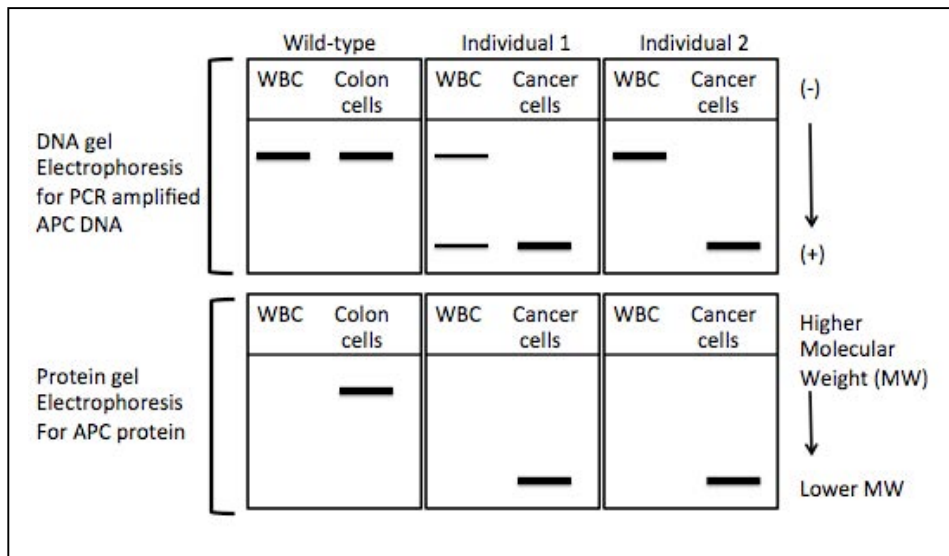 Wild-type
Individual 1
Individual 2
WBC
Colon
cells
WBC
Cancer
cells
WBC
Cancer
cells
(-)
DNA gel
Electrophoresis
for PCR amplified
APC DNA
(+)
WBC
Colon
cells
WBC
Cancer
cells
WBC
Cancer
cells
Higher
Molecular
Weight (MW)
Protein gel
Electrophoresis
For APC protein
Lower MW